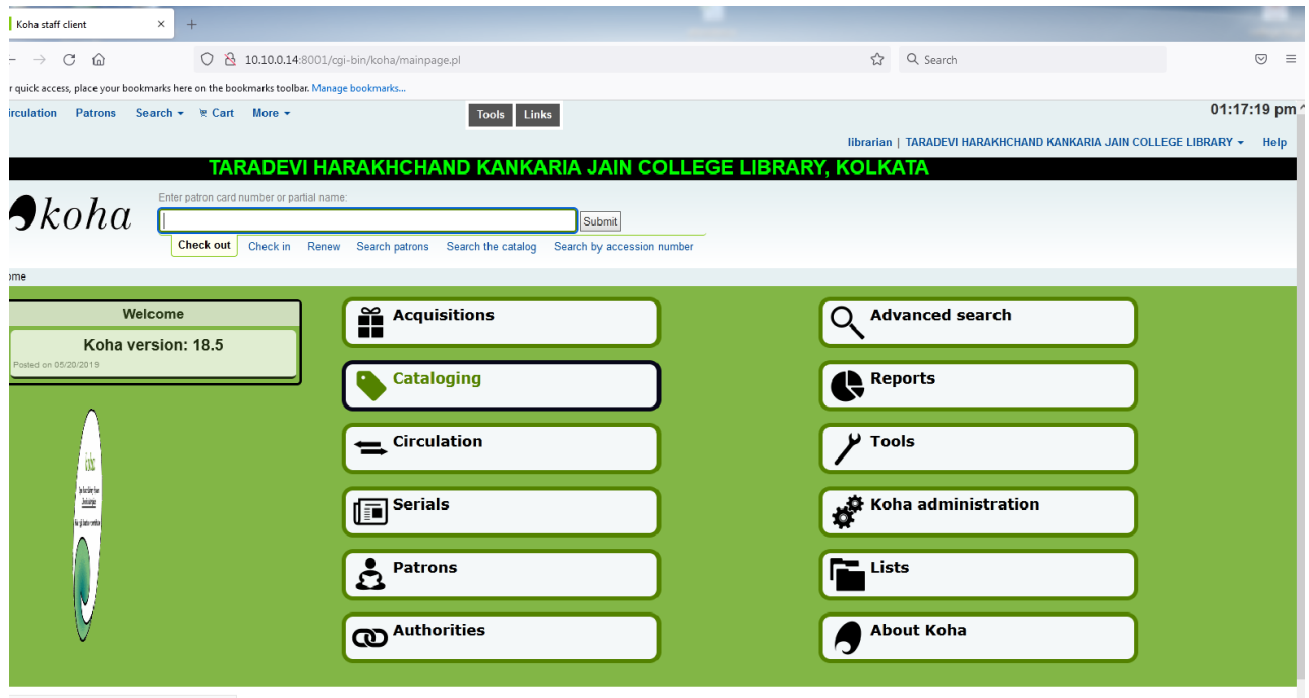 Koha staff client
10.10.0.14:8001/cgi-bin/koha/mainpage.pl
Search
r quick access, place your bookmarks here on the bookmarks toolbar. Manage bookmarks...
irculation Patrons Search Cart More Tools Links 01:17:19 pm
librarian | TARADEVI HARAKHCHAND KANKARIA JAIN COLLEGE LIBRARY Help
TARADEVI HARAKHCHAND KANKARIA JAIN COLLEGE LIBRARY, KOLKATA
koha
Enter patron card number or partial name:
Submit
Check out Check in Renew Search patrons Search the catalog Search by accession number
ome
Welcome
Koha version: 18.5
Posted on 05/20/2019
koha
Acquisitions
Cataloging
Circulation
Serials
Patrons
Authorities
Advanced search
Reports
Tools
Koha administration
Lists
About Koha